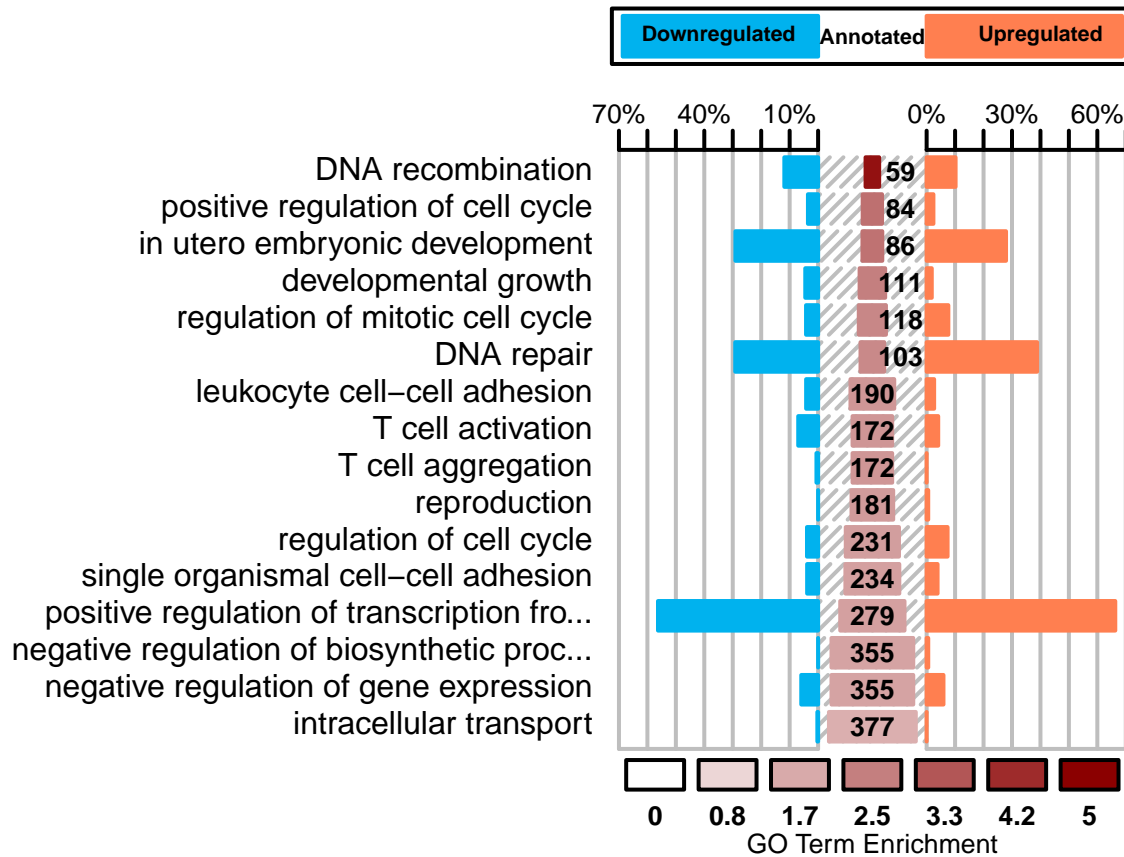 Downregulated Annotated Upregulated
70% 40% 10% 0% 30% 60%
DNA recombination 59
positive regulation of cell cycle 84
in utero embryonic development 86
developmental growth 111
regulation of mitotic cell cycle 118
DNA repair 103
leukocyte cell−cell adhesion 190
T cell activation 172
T cell aggregation 172
reproduction 181
regulation of cell cycle 231
single organismal cell−cell adhesion 234
positive regulation of transcription fro... 279
negative regulation of biosynthetic proc... 355
negative regulation of gene expression 355
intracellular transport 377
0 0.8 1.7 2.5 3.3 4.2 5
GO Term Enrichment